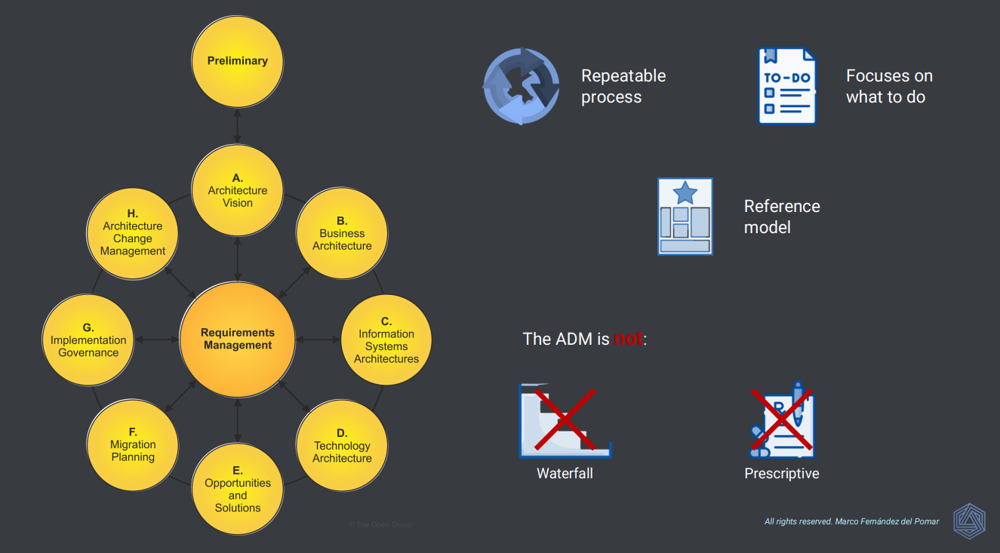 Preliminary
A.
Architecture
Vision
B.
Business
Architecture
C.
Information
Systems
Architectures
D.
Technology
Architecture
E.
Opportunities
and
Solutions
F.
Migration
Planning
G.
Implementation
Governance
H.
Architecture
Change
Management
Requirements
Management
© The Open Group
Repeatable
process
TO-DO
Focuses on
what to do
Reference
model
The ADM is not:
Waterfall
R
Prescriptive
All rights reserved. Marco Fernández del Pomar